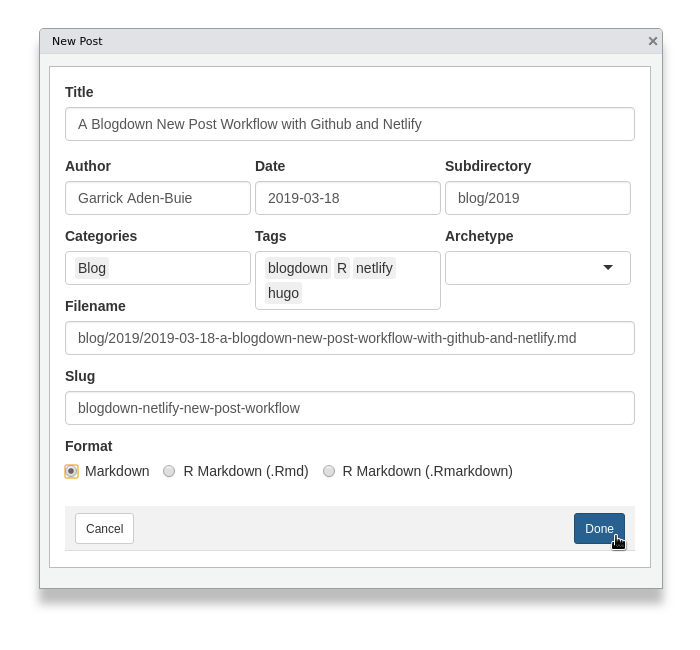 New Post
Title
A Blogdown New Post Workflow with Github and Netlify
Author Date Subdirectory
Garrick Aden-Buie 2019-03-18 blog/2019
Categories Tags Archetype
Blog blogdown R netlify
hugo
Filename
blog/2019/2019-03-18-a-blogdown-new-post-workflow-with-github-and-netlify.md
Slug
blogdown-netlify-new-post-workflow
Format
Markdown R Markdown (.Rmd) R Markdown (.Rmarkdown)
Cancel Done